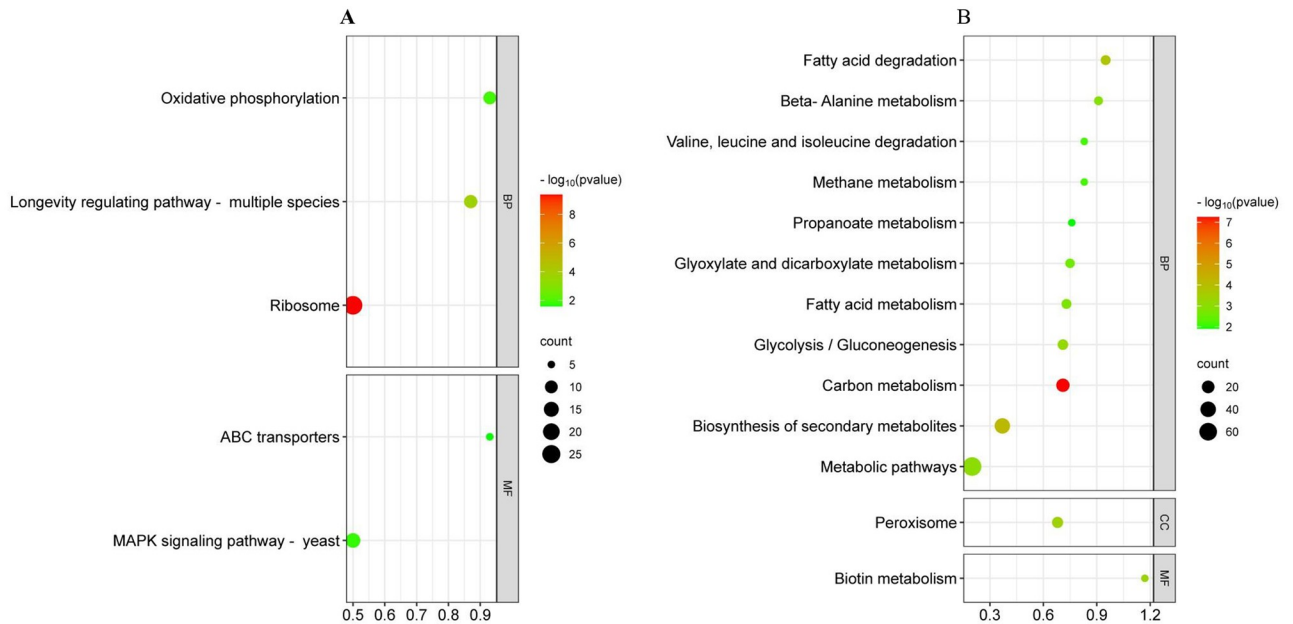 A
Oxidative phosphorylation
Longevity regulating pathway - multiple species
Ribosome
BP
ABC transporters
MAPK signaling pathway - yeast
MF
0.5 0.6 0.7 0.8 0.9
- log10(pvalue)
8
6
4
2
count
5
10
15
20
25
B
Fatty acid degradation
Beta- Alanine metabolism
Valine, leucine and isoleucine degradation
Methane metabolism
Propanoate metabolism
Glyoxylate and dicarboxylate metabolism
Fatty acid metabolism
Glycolysis / Gluconeogenesis
Carbon metabolism
Biosynthesis of secondary metabolites
Metabolic pathways
BP
Peroxisome
CC
Biotin metabolism
MF
0.3 0.6 0.9 1.2
- log10(pvalue)
7
6
5
4
3
2
count
20
40
60